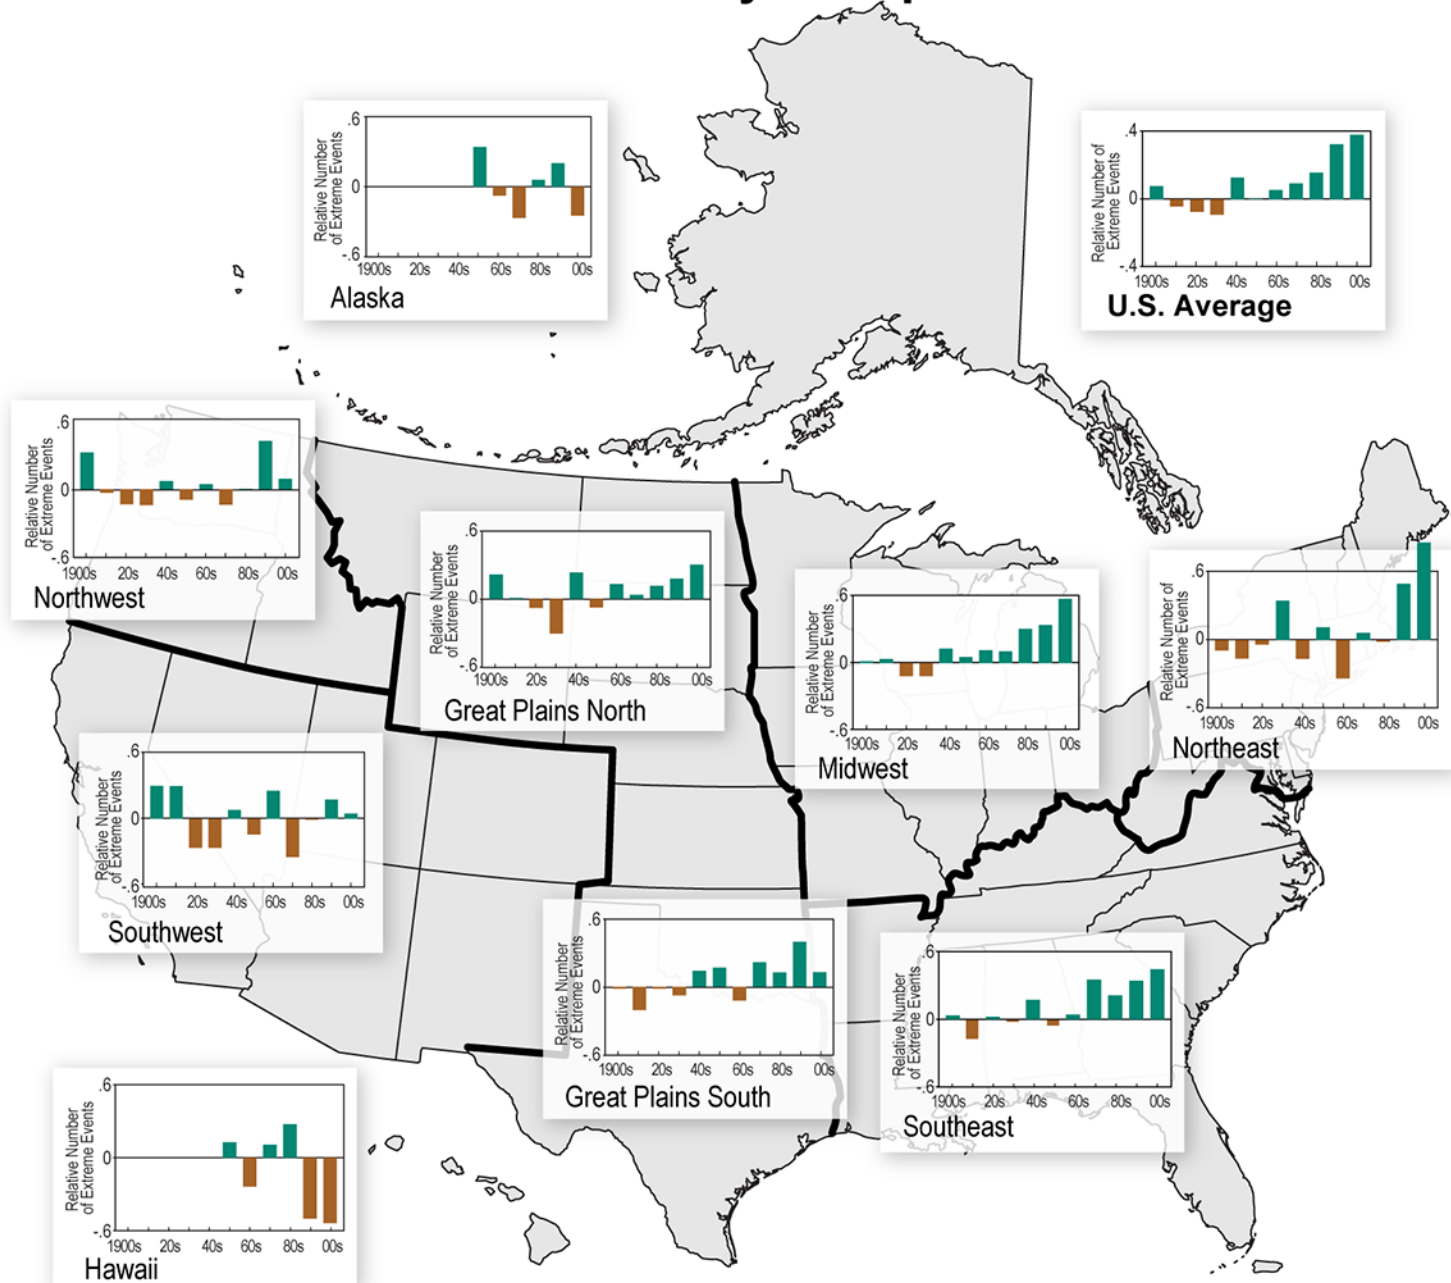 .6
0
-.6
Relative Number
of Extreme Events
1900s 20s 40s 60s 80s 00s
Alaska
.4
0
-.4
Relative Number of
Extreme Events
1900s 20s 40s 60s 80s 00s
U.S. Average
.6
0
-.6
Relative Number
of Extreme Events
1900s 20s 40s 60s 80s 00s
Northwest
.6
0
-.6
Relative Number
of Extreme Events
1900s 20s 40s 60s 80s 00s
Great Plains North
.6
0
-.6
Relative Number
of Extreme Events
1900s 20s 40s 60s 80s 00s
Midwest
.6
0
-.6
Relative Number of
Extreme Events
1900s 20s 40s 60s 80s 00s
Northeast
.6
0
-.6
Relative Number
of Extreme Events
1900s 20s 40s 60s 80s 00s
Southwest
.6
0
-.6
Relative Number
of Extreme Events
1900s 20s 40s 60s 80s 00s
Great Plains South
.6
0
-.6
Relative Number
of Extreme Events
1900s 20s 40s 60s 80s 00s
Southeast
.6
0
-.6
Relative Number
of Extreme Events
1900s 20s 40s 60s 80s 00s
Hawaii